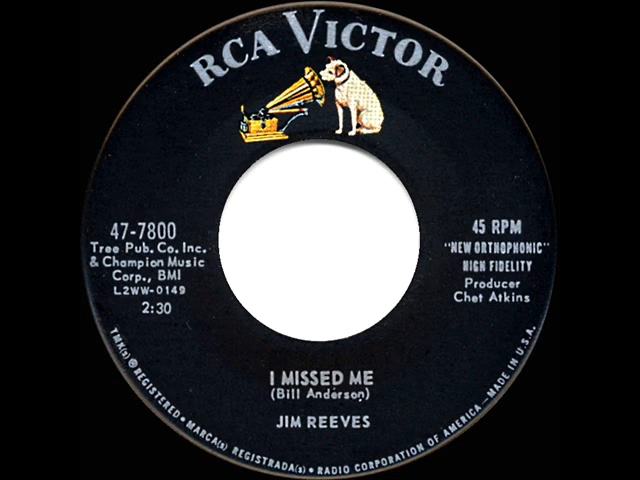 RCA VICTOR
47-7800
Tree Pub. Co. Inc.
& Champion Music
Corp., BMI
L2WW-0149
2:30
45 RPM
"NEW ORTHOPHONIC"
HIGH FIDELITY
Producer
Chet Atkins
I MISSED ME
(Bill Anderson)
JIM REEVES
TMK(s) ® REGISTERED • MARCA(s) REGISTRADA(s) • RADIO CORPORATION OF AMERICA — MADE IN U.S.A.